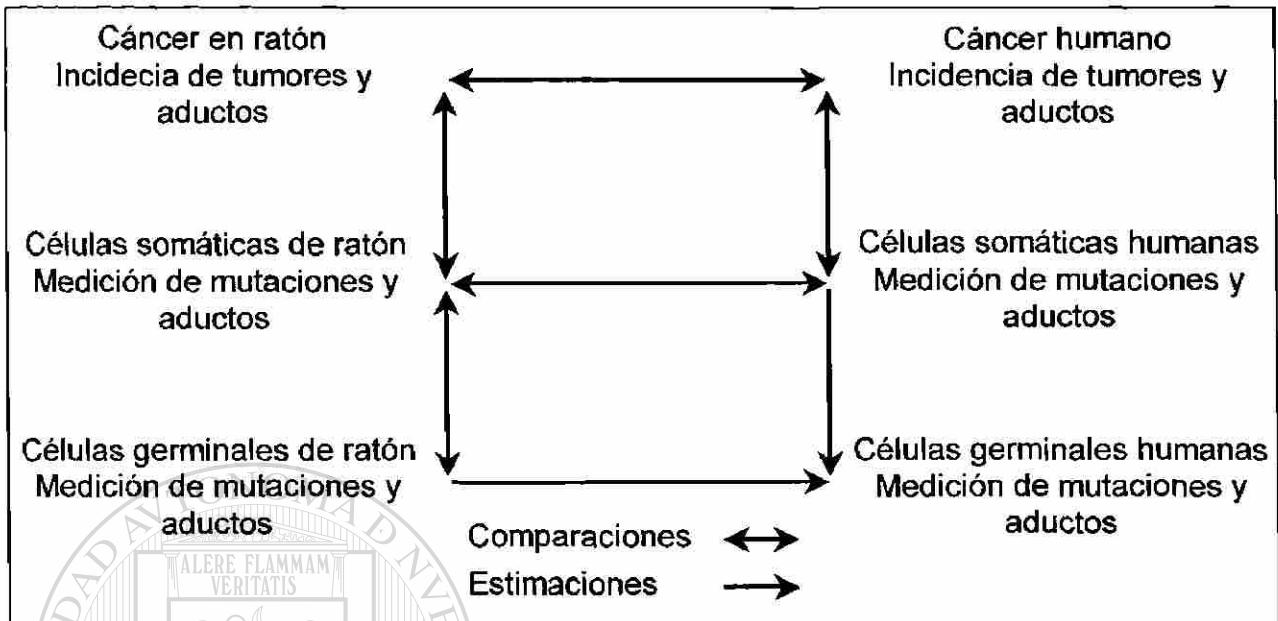 Cáncer en ratón
Incidecia de tumores y
aductos
Cáncer humano
Incidencia de tumores y
aductos
Células somáticas de ratón
Medición de mutaciones y
aductos
Células somáticas humanas
Medición de mutaciones y
aductos
Células germinales de ratón
Medición de mutaciones y
aductos
Células germinales humanas
Medición de mutaciones y
aductos
Comparaciones
Estimaciones
ALERE FLAMMAM
VERITATIS